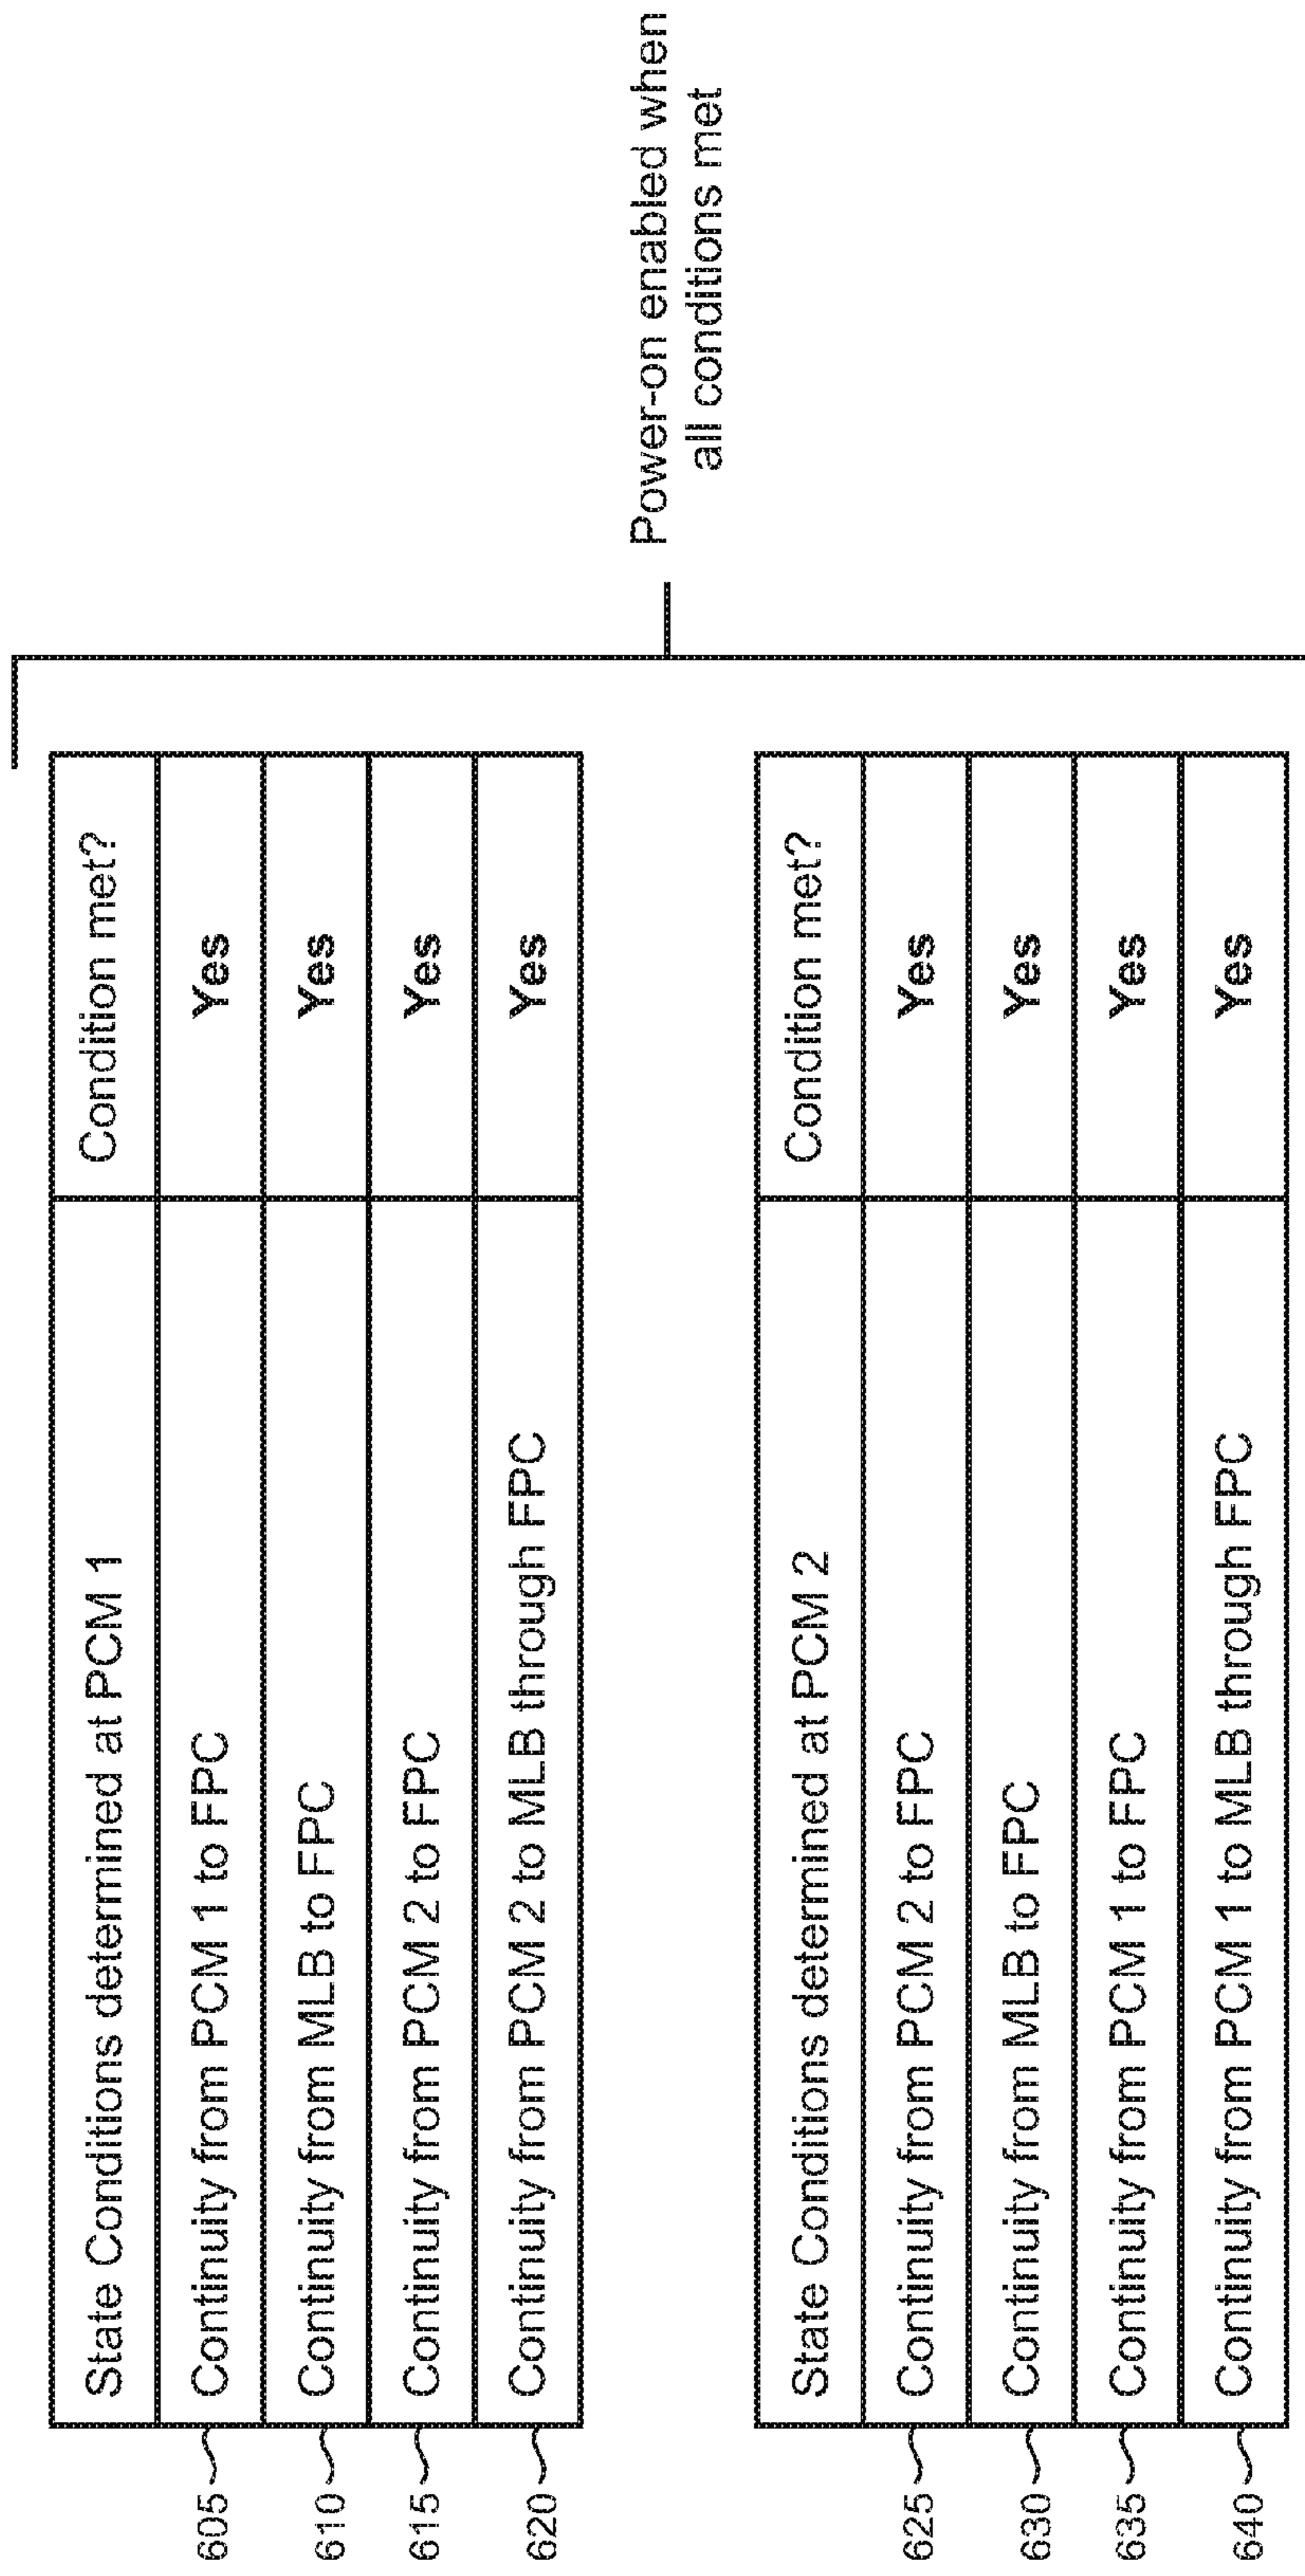 State Conditions determined at PCM 1 Condition met?
605 Continuity from PCM 1 to FPC Yes
610 Continuity from MLB to FPC Yes
615 Continuity from PCM 2 to FPC Yes
620 Continuity from PCM 2 to MLB through FPC Yes
Power-on enabled when
all conditions met
State Conditions determined at PCM 2 Condition met?
625 Continuity from PCM 2 to FPC Yes
630 Continuity from MLB to FPC Yes
635 Continuity from PCM 1 to FPC Yes
640 Continuity from PCM 1 to MLB through FPC Yes